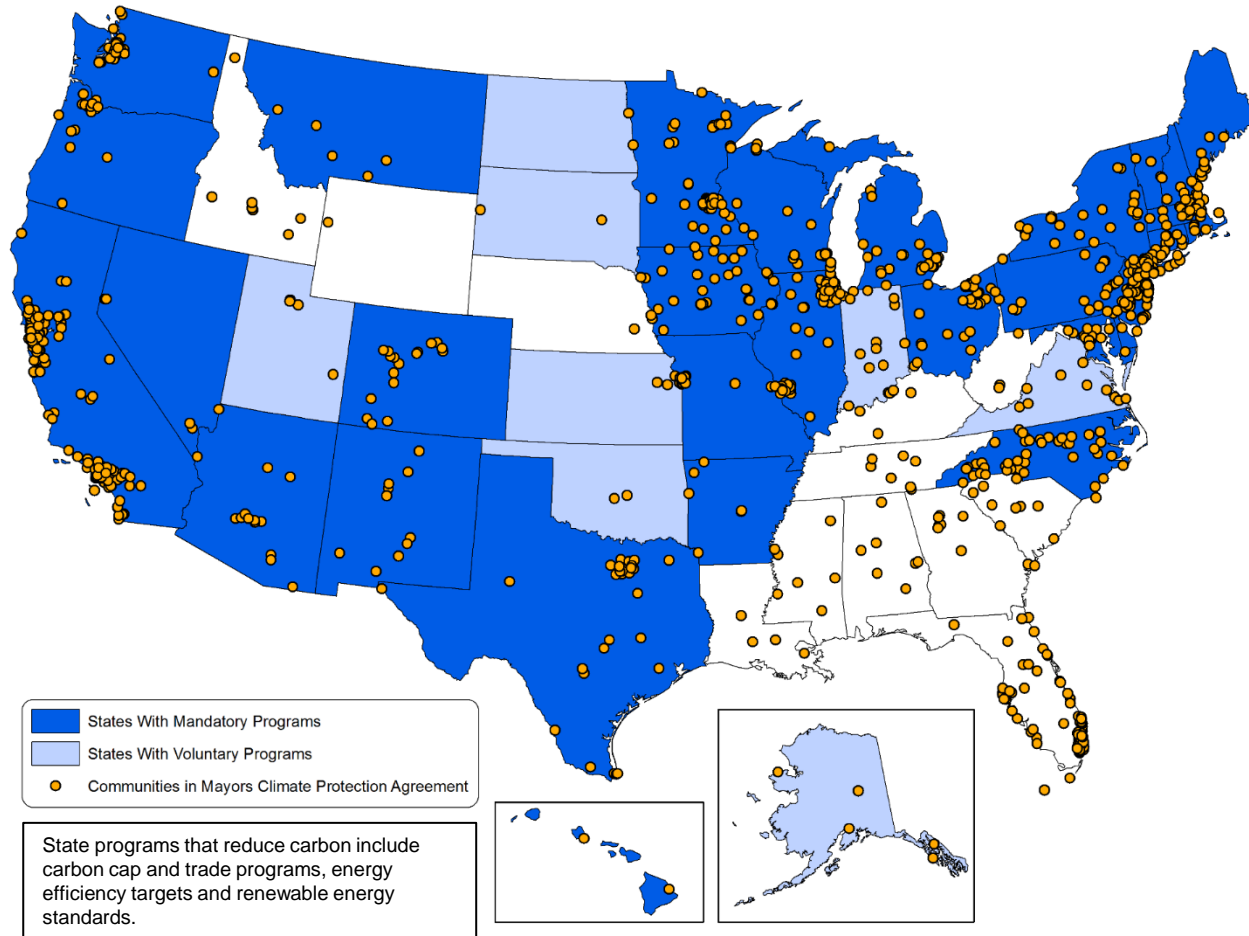 States With Mandatory Programs
States With Voluntary Programs
Communities in Mayors Climate Protection Agreement
State programs that reduce carbon include
carbon cap and trade programs, energy
efficiency targets and renewable energy
standards.